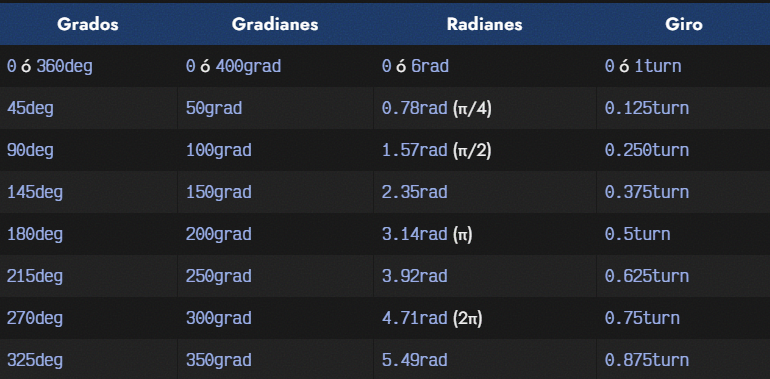 Grados Gradianes Radianes Giro
0 ó 360deg 0 ó 400grad 0 ó 6rad 0 ó 1turn
45deg 50grad 0.78rad (π/4) 0.125turn
90deg 100grad 1.57rad (π/2) 0.250turn
145deg 150grad 2.35rad 0.375turn
180deg 200grad 3.14rad (π) 0.5turn
215deg 250grad 3.92rad 0.625turn
270deg 300grad 4.71rad (2π) 0.75turn
325deg 350grad 5.49rad 0.875turn